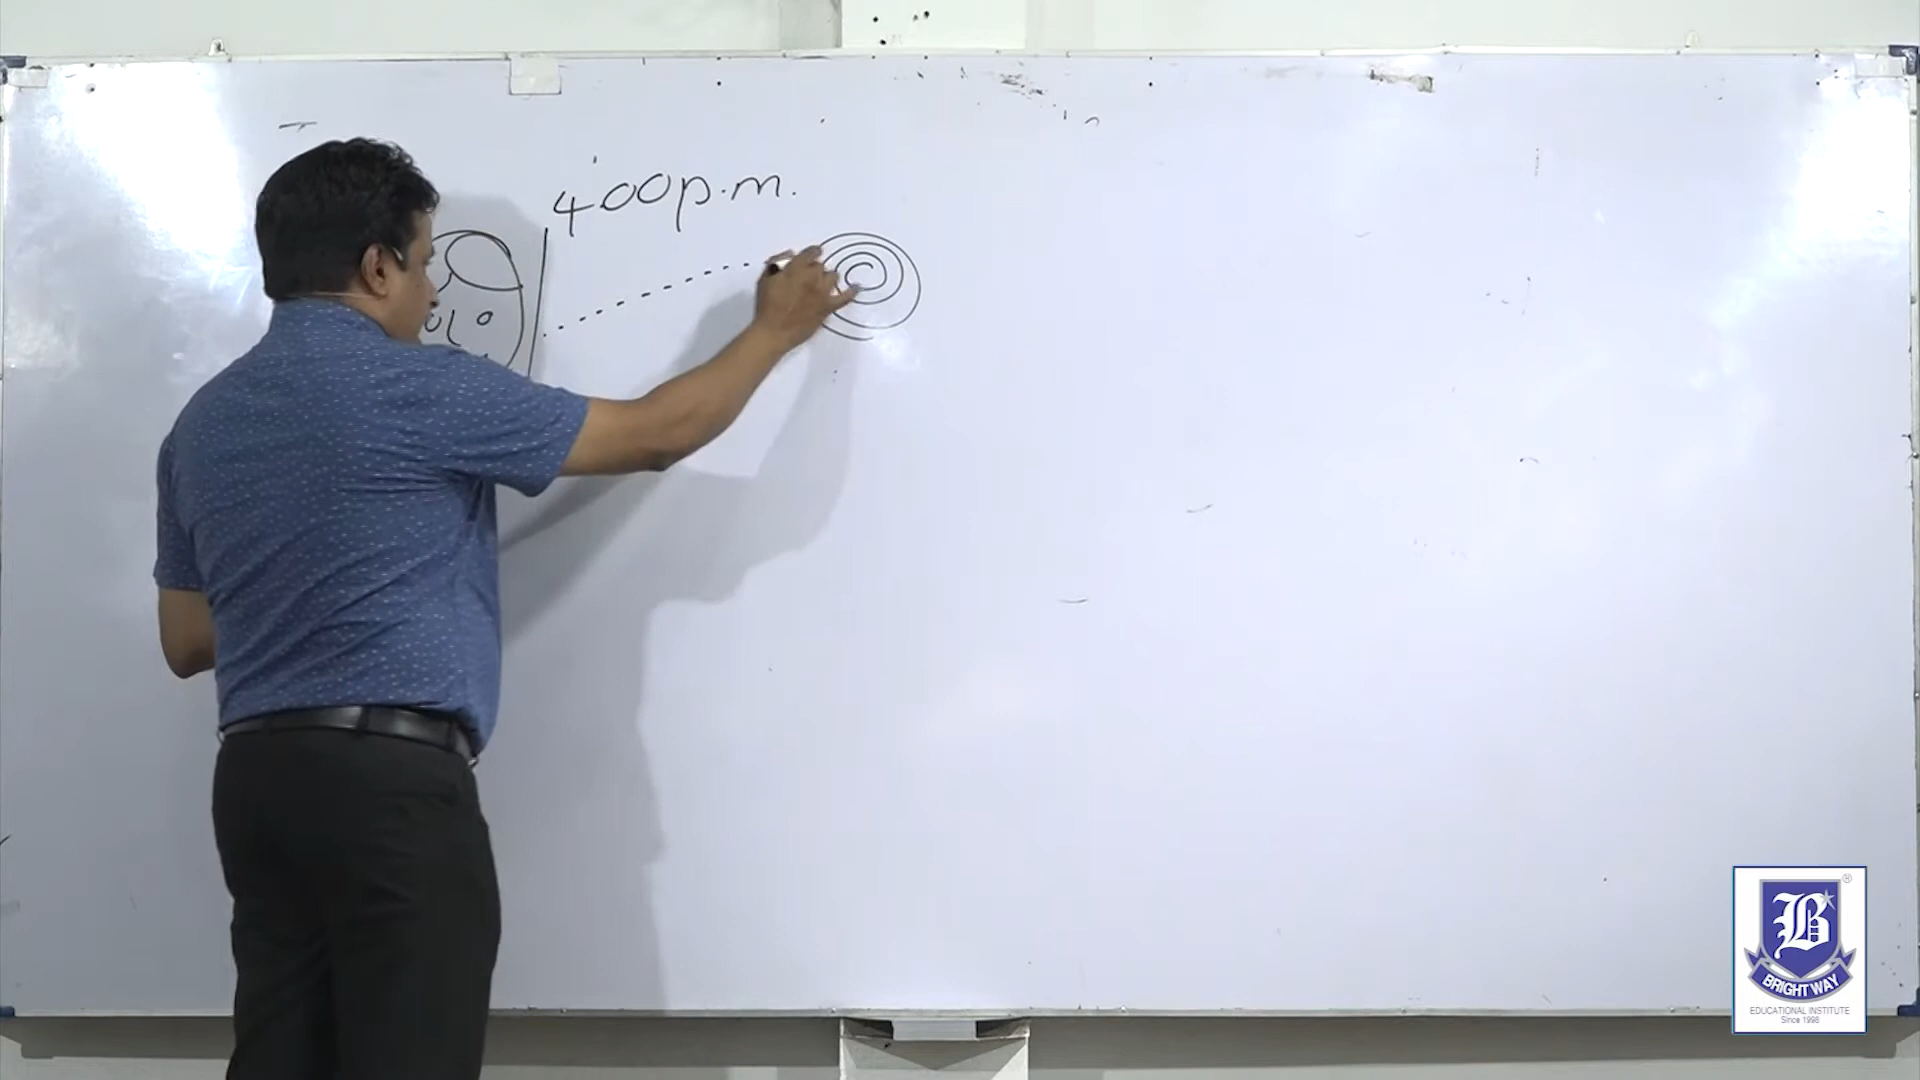 4.00 p.m.
B
BRIGHT WAY
®
EDUCATIONAL INSTITUTE
Since 1998